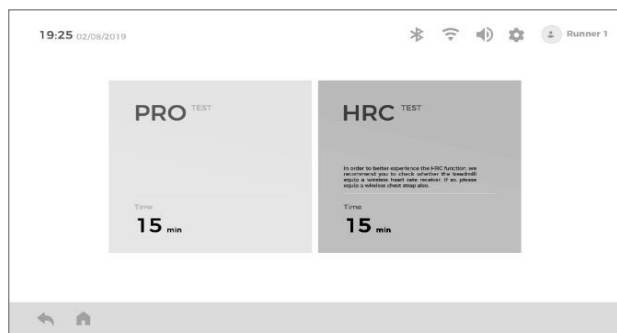 19:25 02/08/2019
Runner 1
PRO TEST
Time
15 min
HRC TEST
In order to better experience the HRC function, we
recommend you to check whether the treadmill
equip a wireless heart rate receiver. If so, please
equip a wireless chest strap also.
Time
15 min